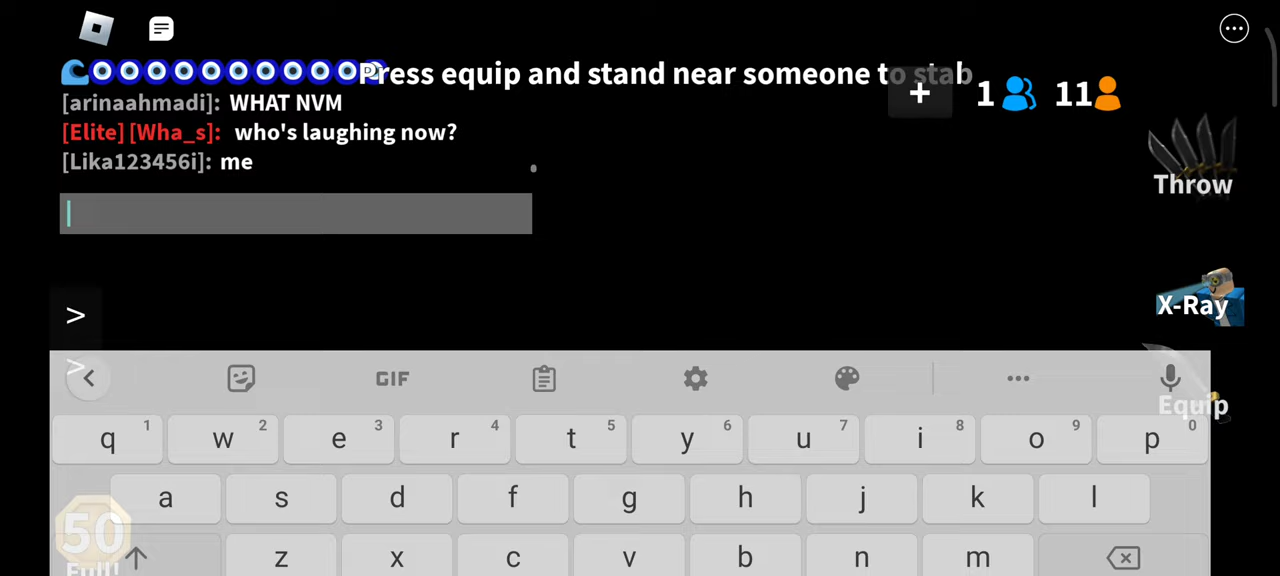 Press equip and stand near someone to stab
[arinaahmadi]: WHAT NVM
[Elite] [Wha_s]: who's laughing now?
[Lika123456i]: me
+
1
11
Throw
>
X-Ray
>
GIF
Equip
q 1 w 2 e 3 r 4 t 5 y 6 u 7 i 8 o 9 p 0
a s d f g h j k l
50
Full!
z x c v b n m